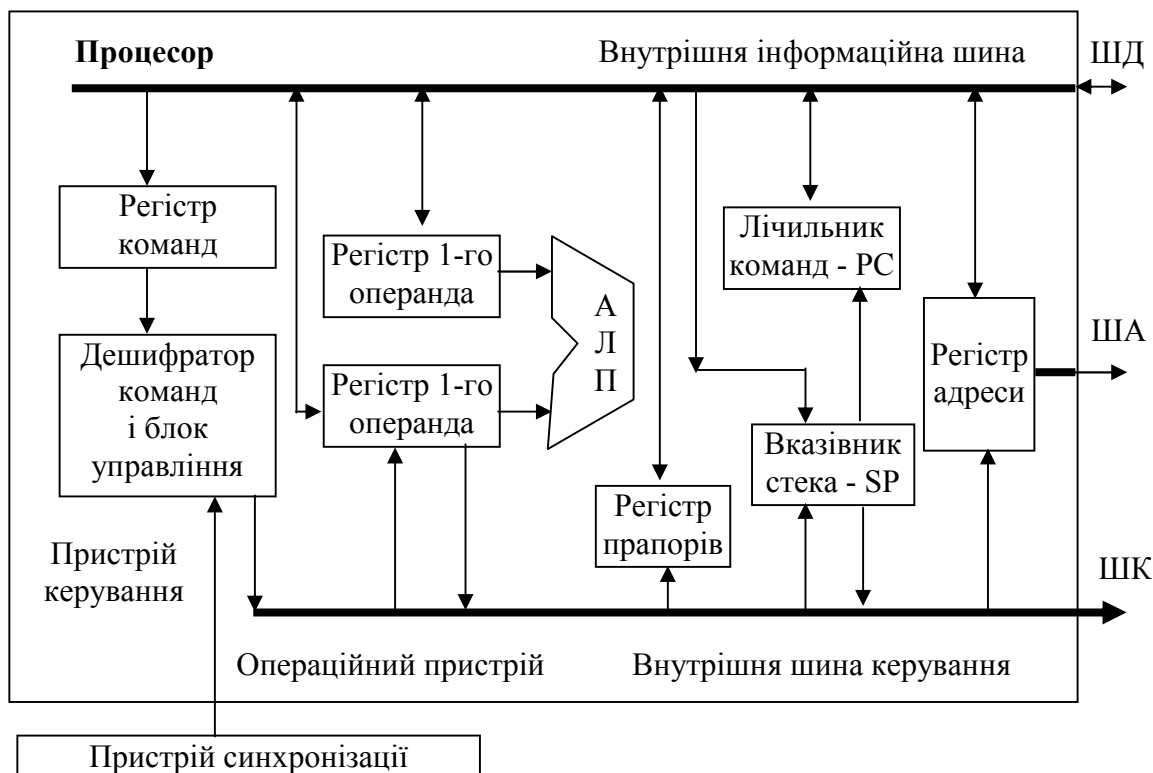 Процесор
Внутрішня інформаційна шина
ШД
Регістр
команд
Регістр 1-го
операнда
А
Л
П
Лічильник
команд - PC
Дешифратор
команд
і блок
управління
Регістр 1-го
операнда
Регістр
адреси
ША
Вказівник
стека - SP
Регістр
прапорів
Пристрій
керування
ШК
Операційний пристрій
Внутрішня шина керування
Пристрій синхронізації